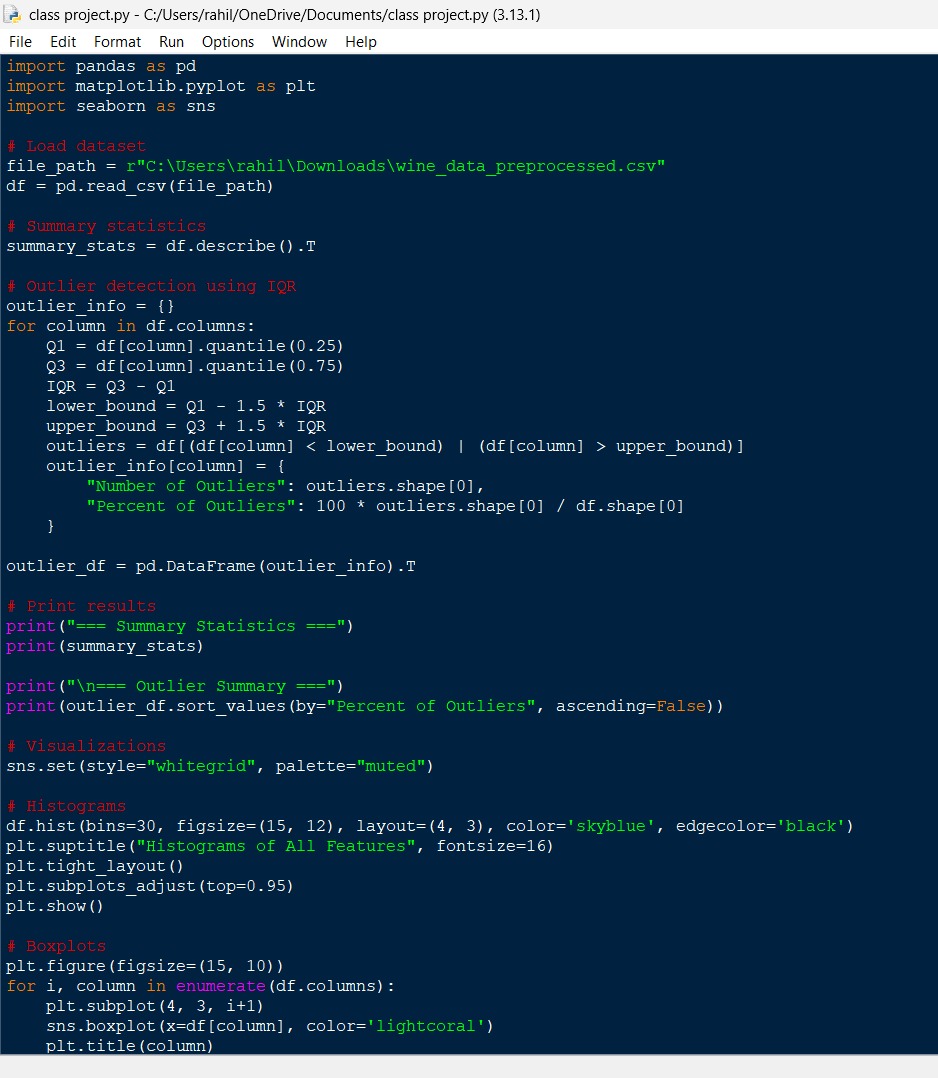 class project.py - C:/Users/rahil/OneDrive/Documents/class project.py (3.13.1)
File Edit Format Run Options Window Help
import pandas as pd
import matplotlib.pyplot as plt
import seaborn as sns

# Load dataset
file_path = r"C:\Users\rahil\Downloads\wine_data_preprocessed.csv"
df = pd.read_csv(file_path)

# Summary statistics
summary_stats = df.describe().T

# Outlier detection using IQR
outlier_info = {}
for column in df.columns:
    Q1 = df[column].quantile(0.25)
    Q3 = df[column].quantile(0.75)
    IQR = Q3 - Q1
    lower_bound = Q1 - 1.5 * IQR
    upper_bound = Q3 + 1.5 * IQR
    outliers = df[(df[column] < lower_bound) | (df[column] > upper_bound)]
    outlier_info[column] = {
        "Number of Outliers": outliers.shape[0],
        "Percent of Outliers": 100 * outliers.shape[0] / df.shape[0]
    }

outlier_df = pd.DataFrame(outlier_info).T

# Print results
print("=== Summary Statistics ===")
print(summary_stats)

print("\n=== Outlier Summary ===")
print(outlier_df.sort_values(by="Percent of Outliers", ascending=False))

# Visualizations
sns.set(style="whitegrid", palette="muted")

# Histograms
df.hist(bins=30, figsize=(15, 12), layout=(4, 3), color='skyblue', edgecolor='black')
plt.suptitle("Histograms of All Features", fontsize=16)
plt.tight_layout()
plt.subplots_adjust(top=0.95)
plt.show()

# Boxplots
plt.figure(figsize=(15, 10))
for i, column in enumerate(df.columns):
    plt.subplot(4, 3, i+1)
    sns.boxplot(x=df[column], color='lightcoral')
    plt.title(column)